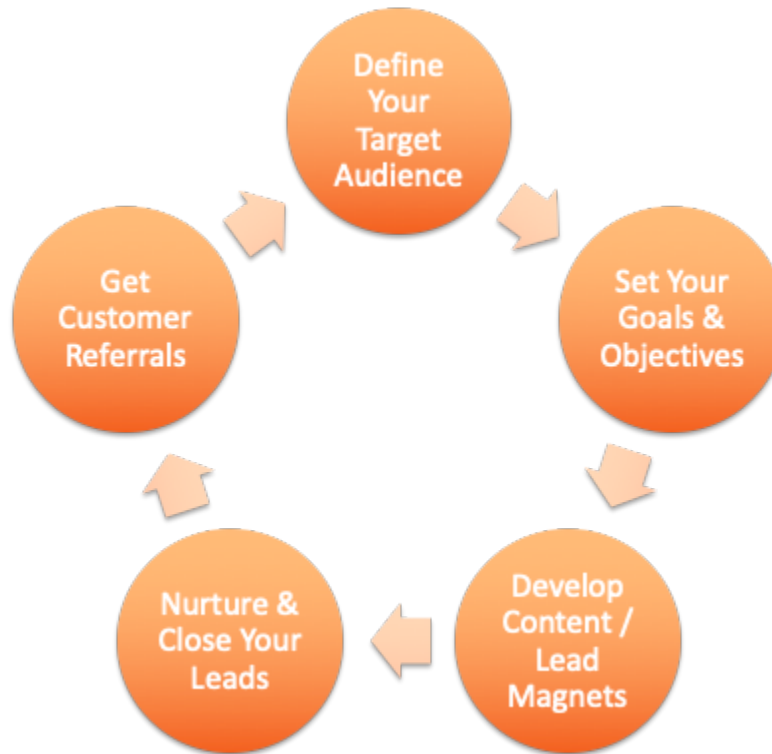 Define
Your
Target
Audience
Set Your
Goals &
Objectives
Develop
Content /
Lead
Magnets
Nurture &
Close Your
Leads
Get
Customer
Referrals